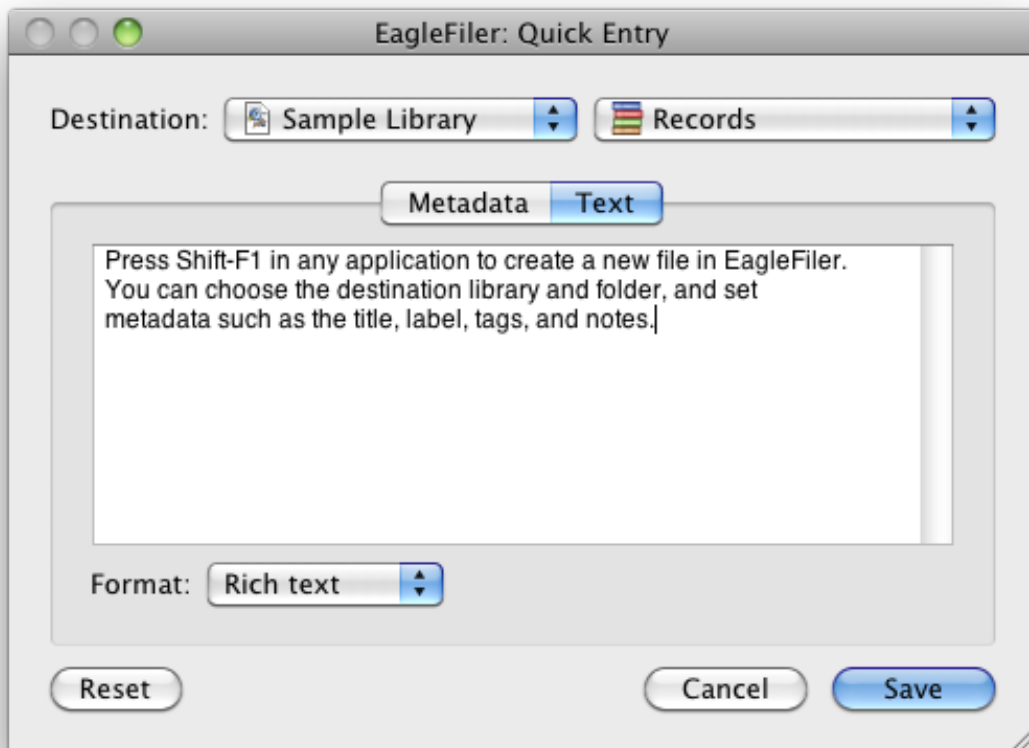 EagleFiler: Quick Entry
Destination: Sample Library Records
Metadata Text
Press Shift-F1 in any application to create a new file in EagleFiler.
You can choose the destination library and folder, and set
metadata such as the title, label, tags, and notes.
Format: Rich text
Reset Cancel Save